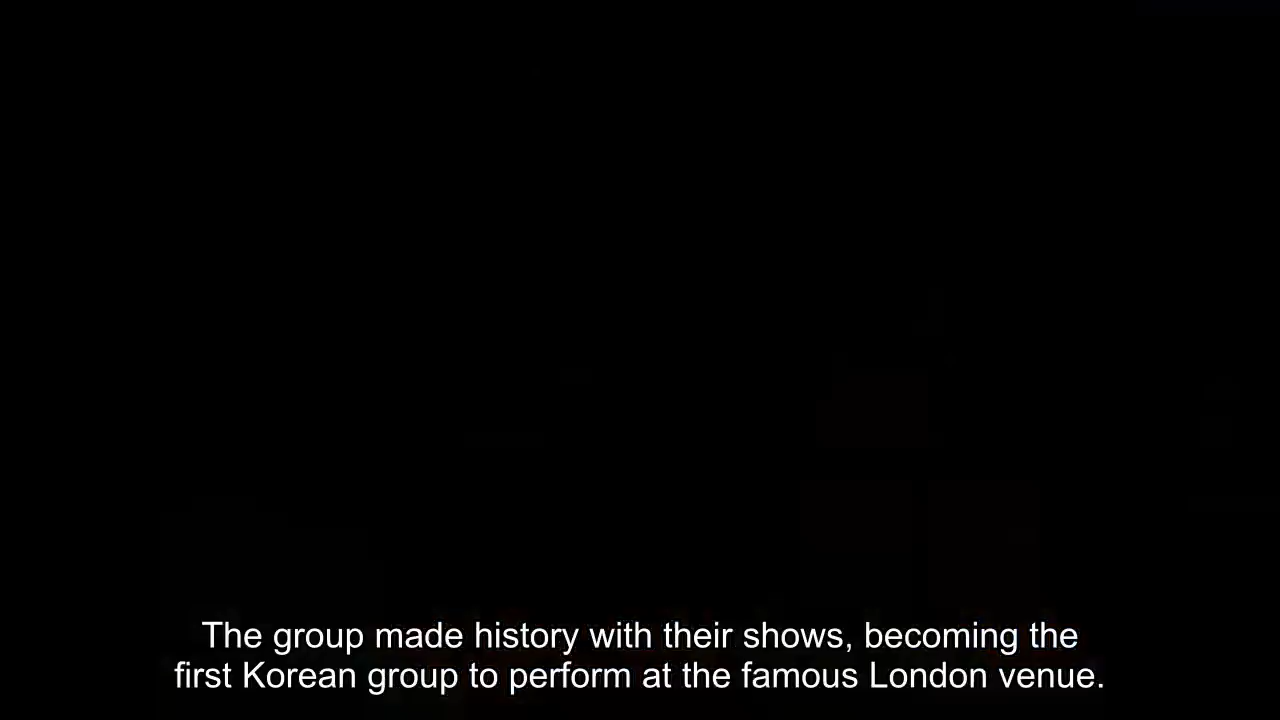 The group made history with their shows, becoming the
first Korean group to perform at the famous London venue.